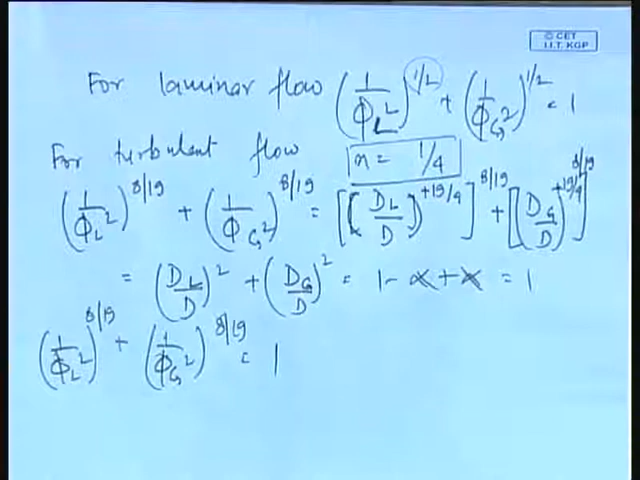 © CET
I.I.T. KGP
For laminar flow (1/Φ_L²)^1/2 + (1/Φ_G²)^1/2 = 1
For turbulent flow n = 1/4
(1/Φ_L²)^8/19 + (1/Φ_G²)^8/19 = [(D_L/D)^+19/4]^8/19 + [(D_G/D)^+19/4]^8/19
= (D_L/D)² + (D_G/D)² = 1 - α + α = 1
(1/Φ_L²)^8/19 + (1/Φ_G²)^8/19 = 1